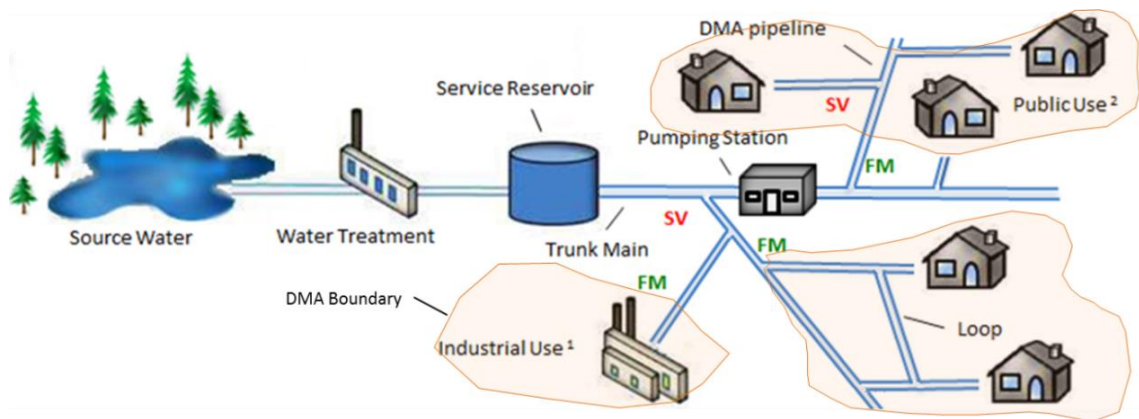 DMA pipeline
Service Reservoir
SV
Public Use ²
Pumping Station
FM
Source Water
Water Treatment
Trunk Main
SV
FM
DMA Boundary
FM
Industrial Use ¹
Loop